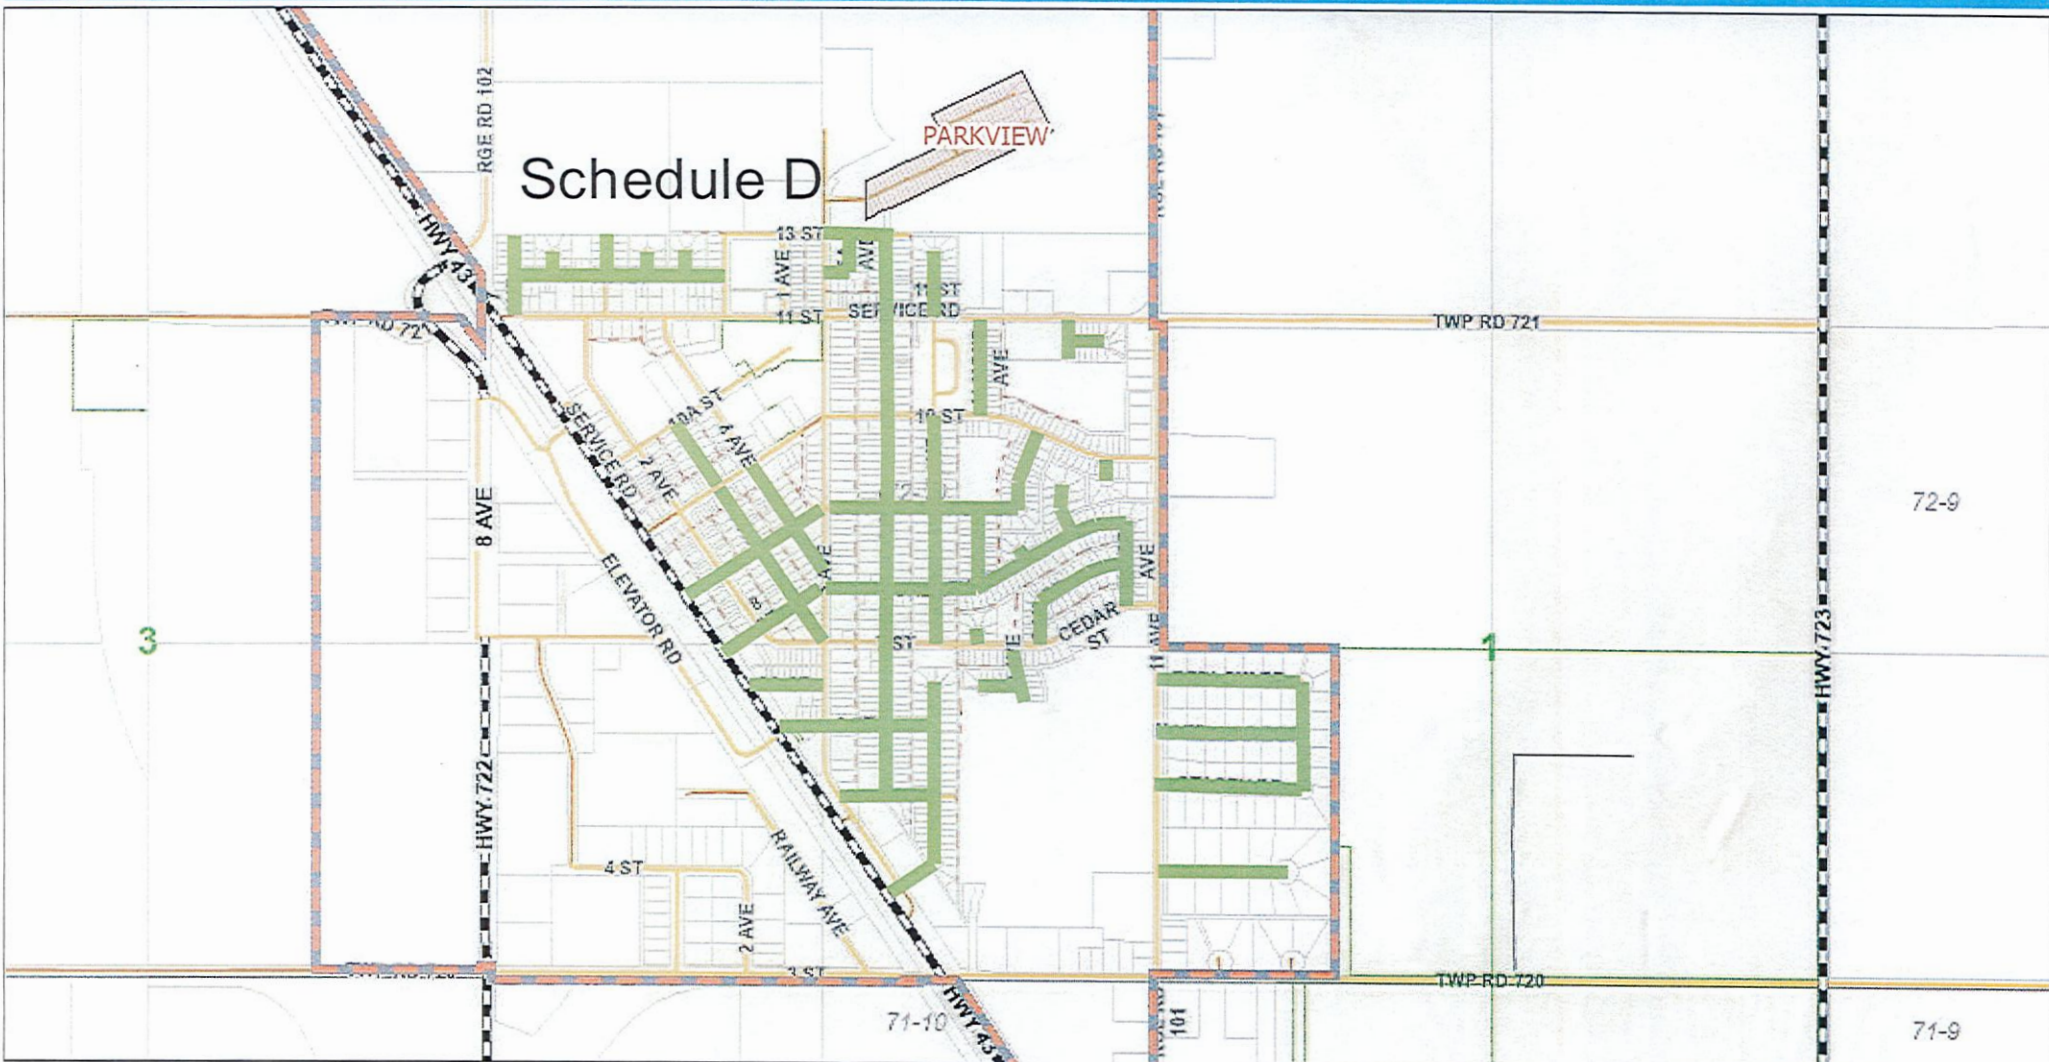 RGE RD 102
PARKVIEW
Schedule D
HWY 43
13 ST
1 AVE
AVE
SERVICE RD
11 ST
TWP RD 721
AVE
10 ST
10A ST
4 AVE
SERVICE RD
2 AVE
8 AVE
72-9
AVE
AVE
ELEVATOR RD
CEDAR
ST
ST
3
11 AVE
1
HWY 723
HWY 722
RAILWAY AVE
4 ST
2 AVE
3 ST
TWP RD 720
HWY 43
71-10
101
71-9